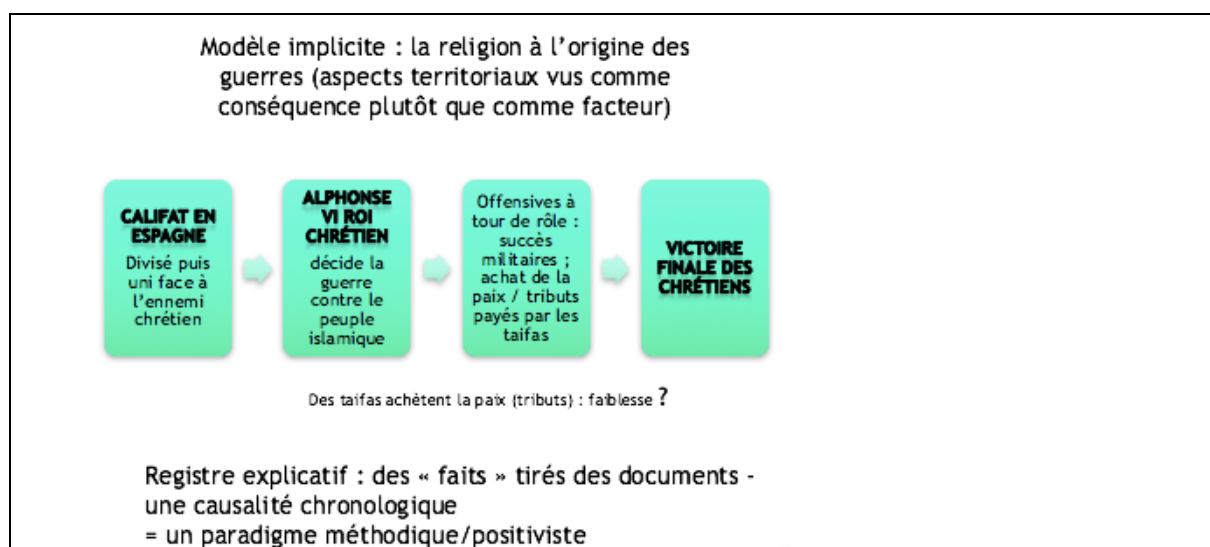 Modèle implicite : la religion à l'origine des
guerres (aspects territoriaux vus comme
conséquence plutôt que comme facteur)
CALIFAT EN
ESPAGNE
Divisé puis
uni face à
l'ennemi
chrétien
ALPHONSE
VI ROI
CHRÉTIEN
décide la
guerre
contre le
peuple
islamique
Offensives à
tour de rôle :
succès
militaires ;
achat de la
paix / tributs
payés par les
taifas
VICTOIRE
FINALE DES
CHRÉTIENS
Des taifas achètent la paix (tributs) : faiblesse ?
Registre explicatif : des « faits » tirés des documents -
une causalité chronologique
= un paradigme méthodique/positiviste